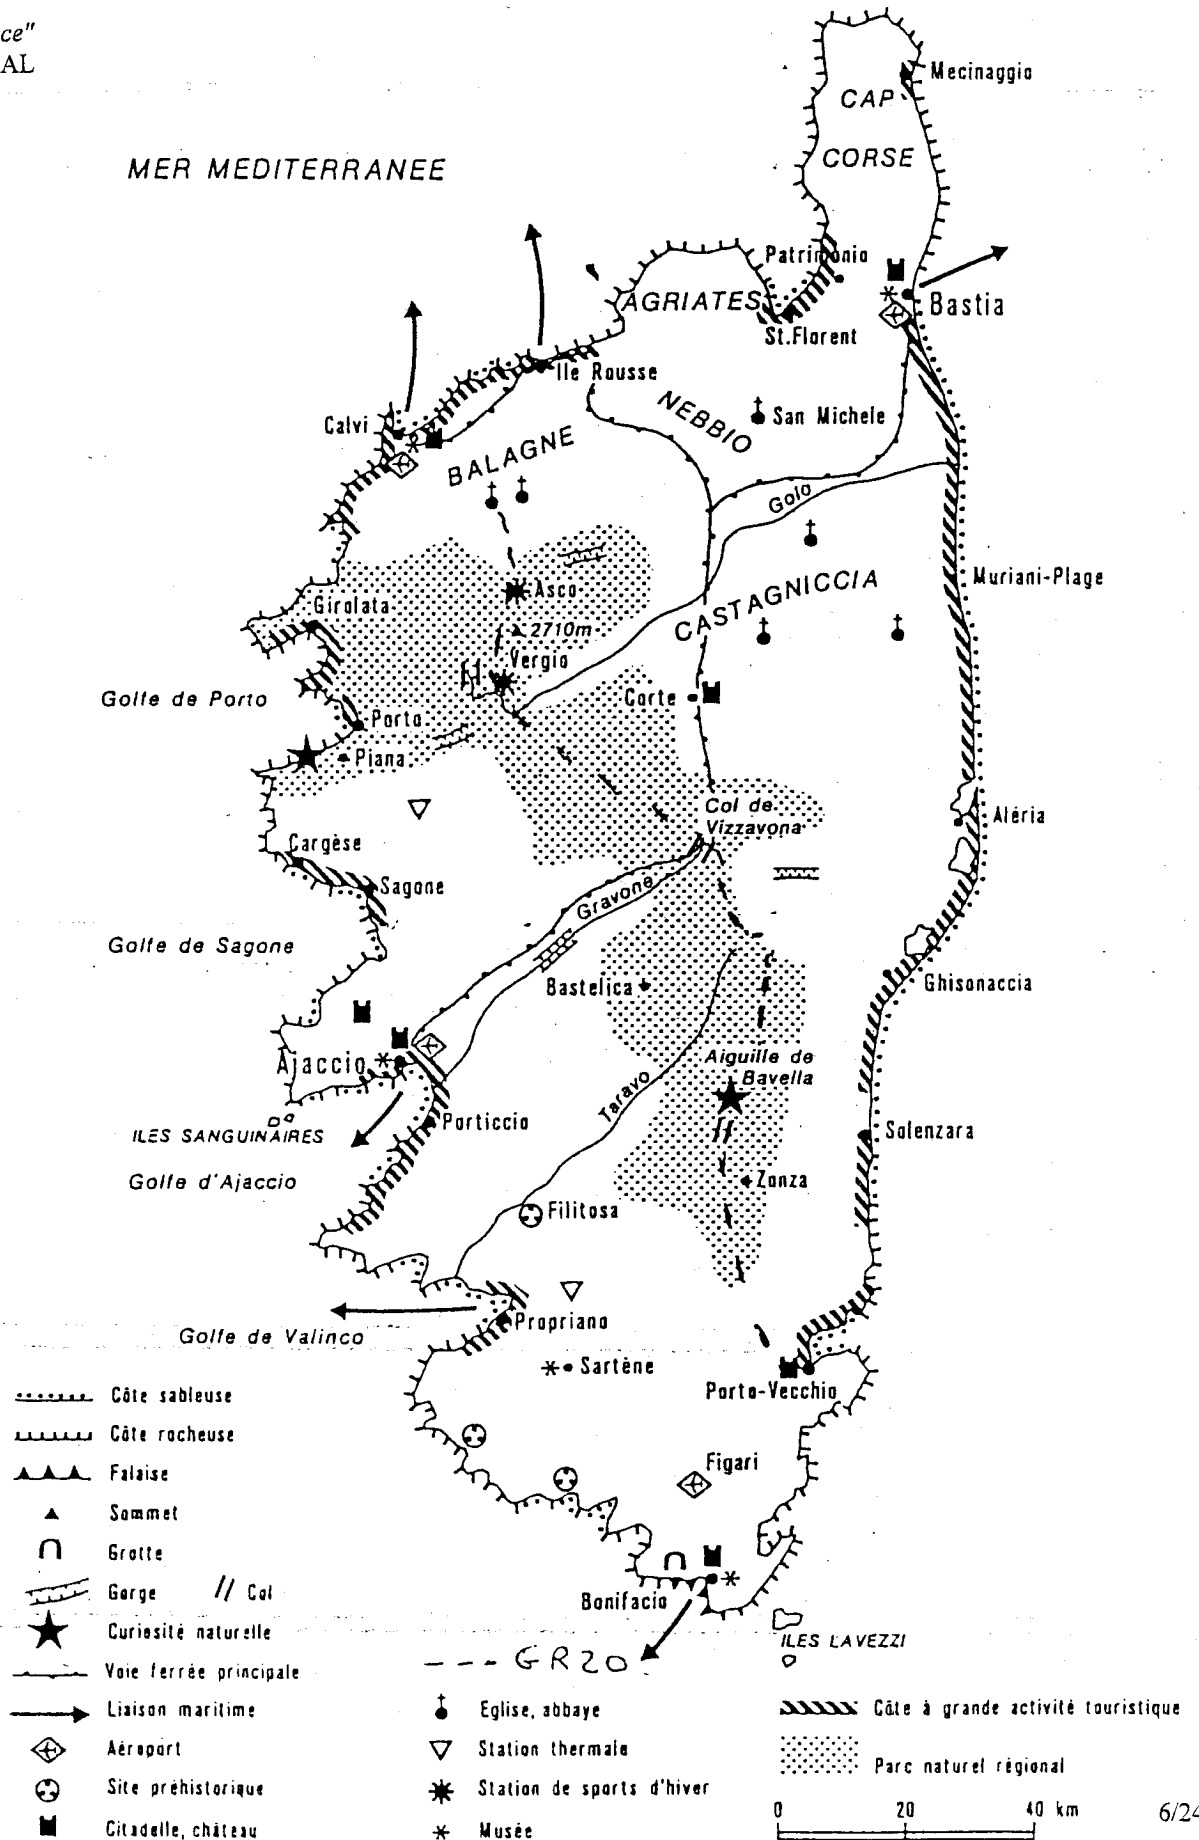 ce"
AL
Mecinaggio
CAP
CORSE
MER MEDITERRANEE
Patrimonio
AGRIATES
Bastia
St.Florent
Ile Rousse
NEBBIO
San Michele
Calvi
BALAGNE
Golo
Asco
Muriani-Plage
CASTAGNICCIA
Girolata
2710m
Vergio
Golfe de Porto
Corte
Porto
Piana
Col de
Vizzavona
Aléria
Cargèse
Sagone
Gravone
Golfe de Sagone
Bastelica
Ghisonaccia
Ajaccio
Aiguille de
Bavella
Taravo
Porticcio
ILES SANGUINAIRES
Solenzara
Golfe d'Ajaccio
Zonza
Filitosa
Propriano
Golfe de Valinco
Sartène
Porto-Vecchio
Figari
Bonifacio
ILES LAVEZZI
Côte sableuse
Côte rocheuse
Falaise
Sommet
Grotte
Gorge // Col
Curiosité naturelle
Voie ferrée principale
Liaison maritime
Aéroport
Site préhistorique
Citadelle, château
--- GR20
Eglise, abbaye
Station thermale
Station de sports d'hiver
Musée
Côte à grande activité touristique
Parc naturel régional
0 20 40 km
6/24